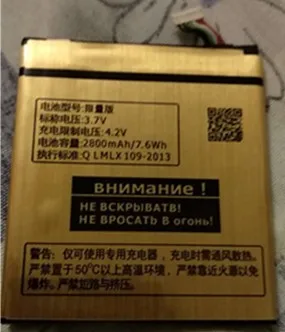 电池型号:限量版
标称电压:3.7V
充电限制电压:4.2V
电池容量:2800mAh/7.6Wh
执行标准:Q LMLX 109-2013
внимание !
НЕ ВСКРЫВАТВ!
НЕ ВРОСАТЬ В огонь!
警告: 仅可使用专用充电器,充电时需通风散热。
严禁置于50℃以上高温环境,严禁靠近火源以免
爆炸。严禁短路与挤压。